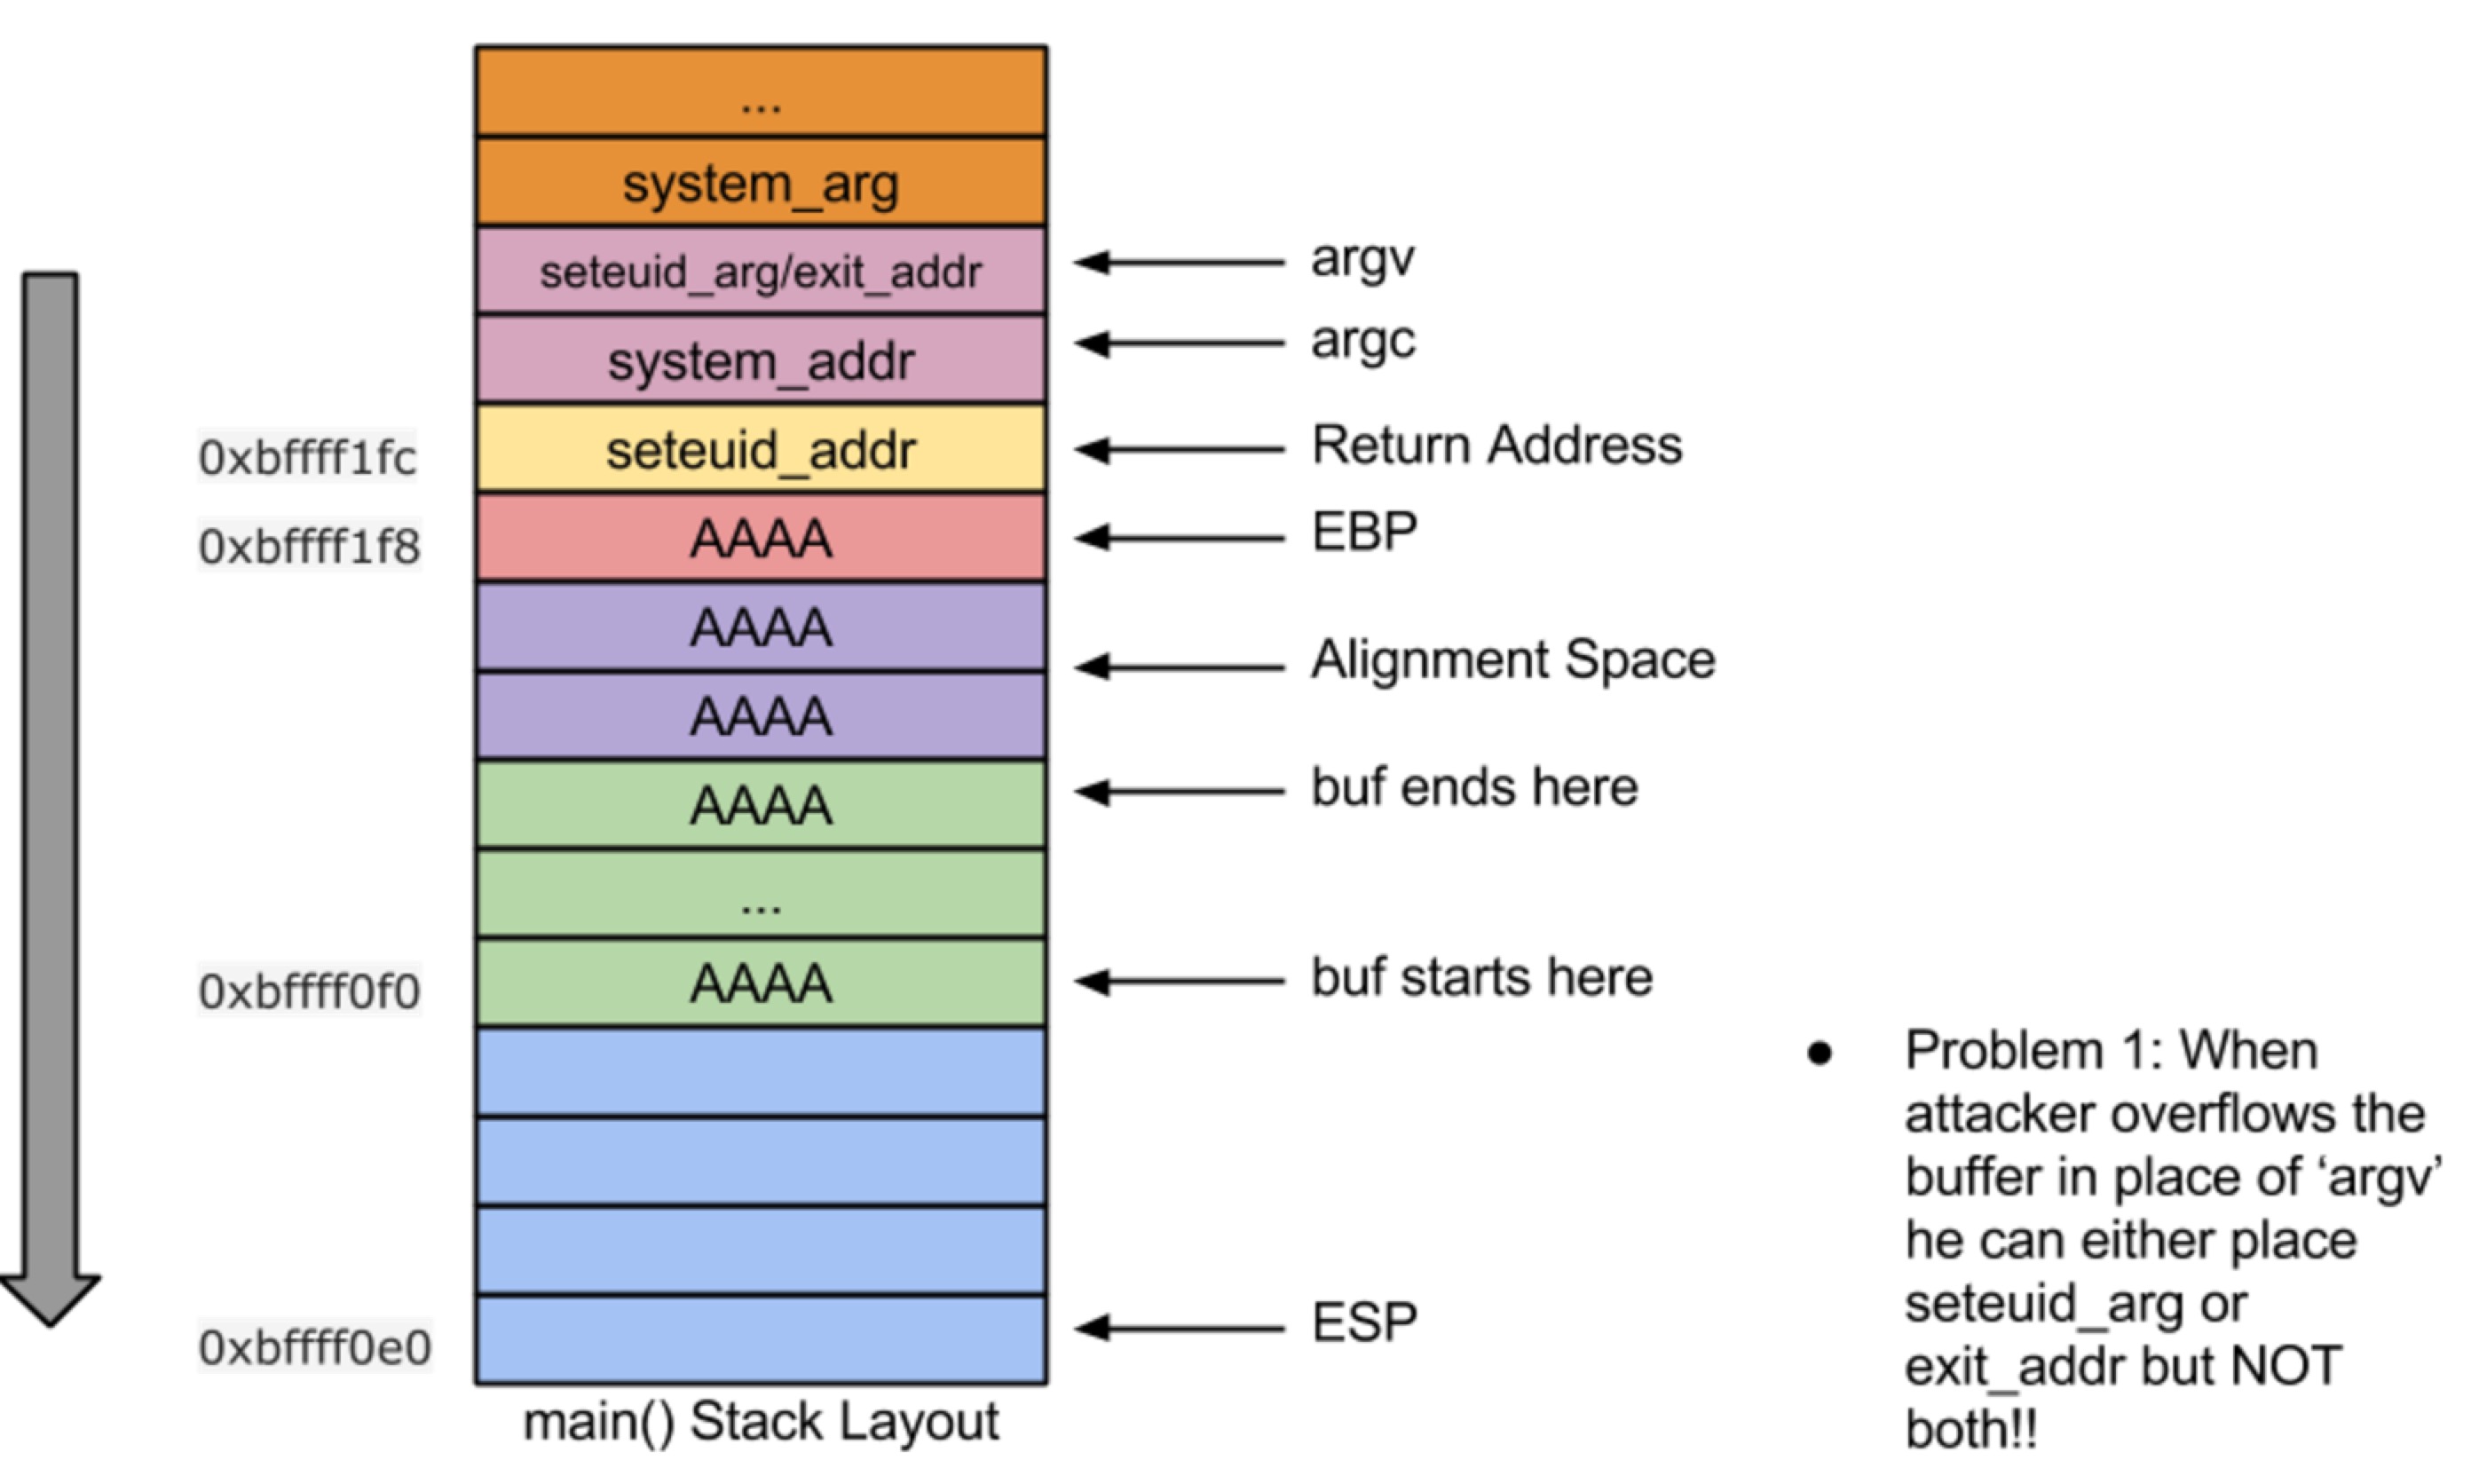 ...
system_arg
seteuid_arg/exit_addr
argv
system_addr
argc
0xbffff1fc
seteuid_addr
Return Address
0xbffff1f8
AAAA
EBP
AAAA
Alignment Space
AAAA
AAAA
buf ends here
...
0xbffff0f0
AAAA
buf starts here
0xbffff0e0
ESP
main() Stack Layout
● Problem 1: When
attacker overflows the
buffer in place of ‘argv’
he can either place
seteuid_arg or
exit_addr but NOT
both!!